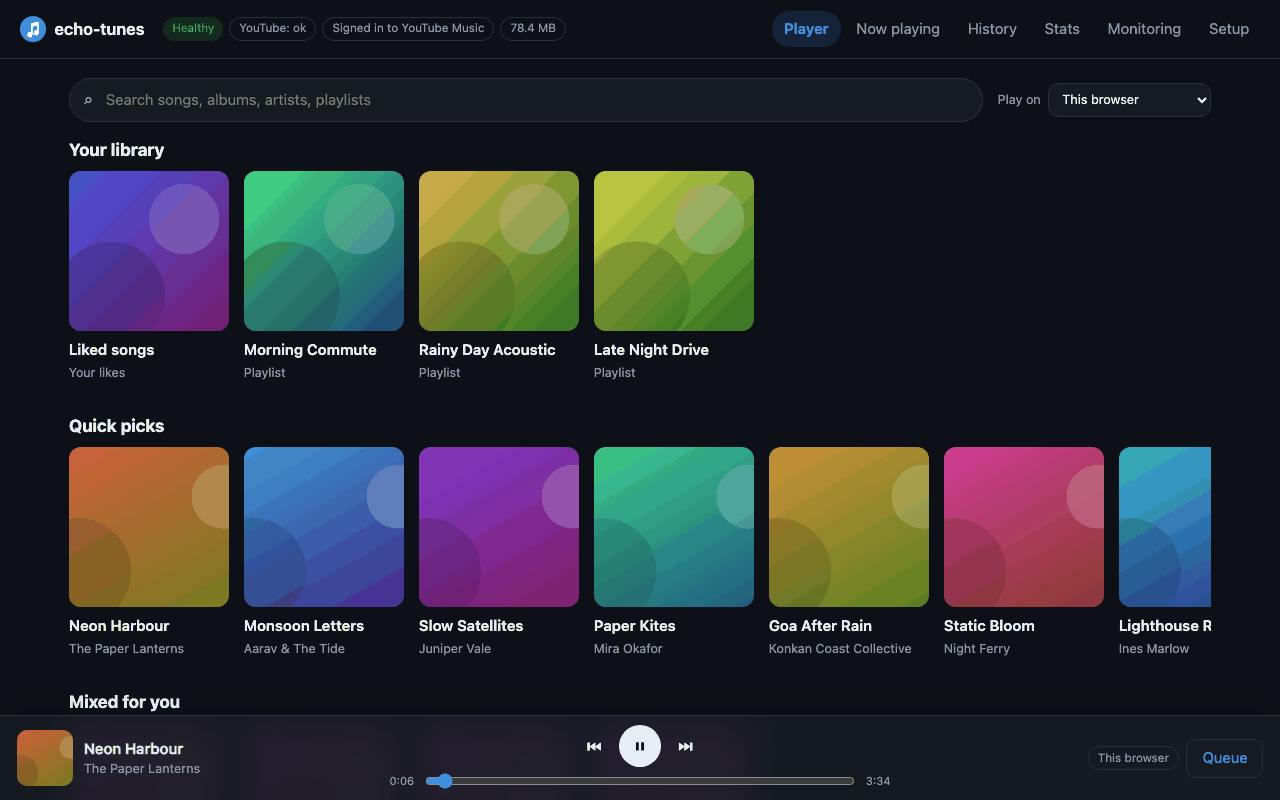 echo-tunes
Healthy
YouTube: ok
Signed in to YouTube Music
78.4 MB
Player
Now playing
History
Stats
Monitoring
Setup
Search songs, albums, artists, playlists
Play on
This browser
Your library
Liked songs
Your likes
Morning Commute
Playlist
Rainy Day Acoustic
Playlist
Late Night Drive
Playlist
Quick picks
Neon Harbour
The Paper Lanterns
Monsoon Letters
Aarav & The Tide
Slow Satellites
Juniper Vale
Paper Kites
Mira Okafor
Goa After Rain
Konkan Coast Collective
Static Bloom
Night Ferry
Lighthouse R
Ines Marlow
Mixed for you
Neon Harbour
The Paper Lanterns
0:06
3:34
This browser
Queue